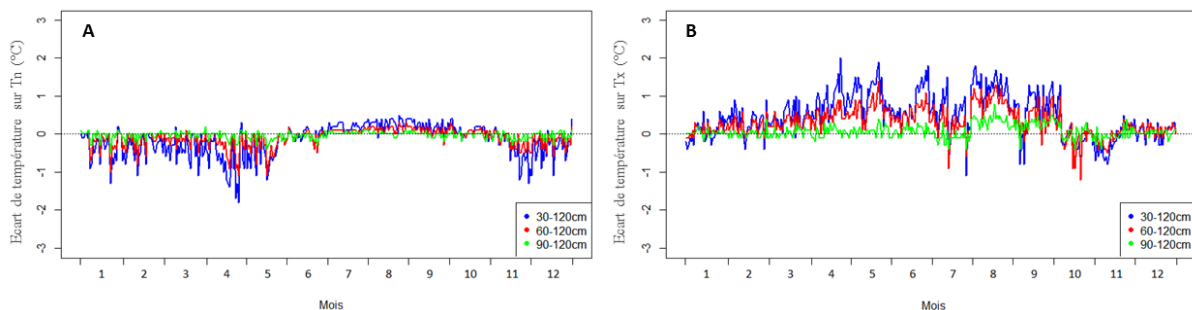 A
Ecart de température sur Tn (°C)
3
2
1
0
-1
-2
-3
30-120cm
60-120cm
90-120cm
1 2 3 4 5 6 7 8 9 10 11 12
Mois
B
Ecart de température sur Tx (°C)
3
2
1
0
-1
-2
-3
30-120cm
60-120cm
90-120cm
1 2 3 4 5 6 7 8 9 10 11 12
Mois